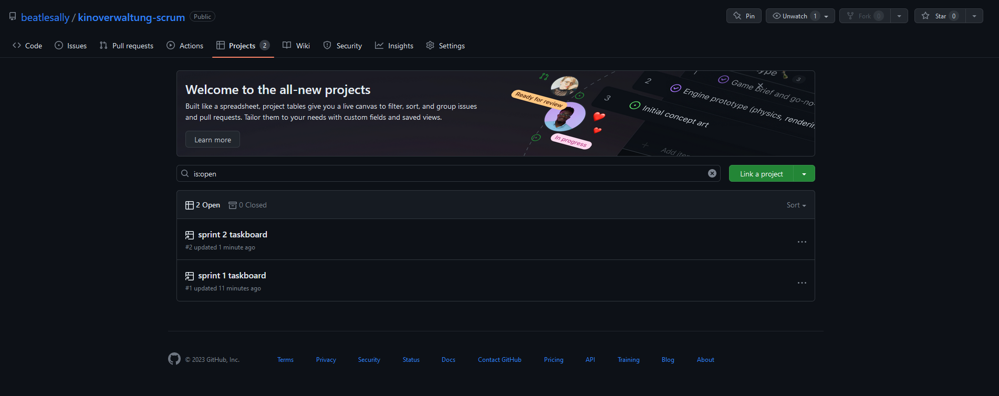 beatlesally / kinoverwaltung-scrum Public
Pin Unwatch 1 Fork 0 Star 0
Code Issues Pull requests Actions Projects 2 Wiki Security Insights Settings
Welcome to the all-new projects
Built like a spreadsheet, project tables give you a live canvas to filter, sort, and group issues
and pull requests. Tailor them to your needs with custom fields and saved views.
Learn more
Ready for review
In progress
3
1
Game brief and go-no-
2
Engine prototype (physics, renderin
3
Initial concept art
+ Add
is:open
Link a project
2 Open 0 Closed
Sort
sprint 2 taskboard
#2 updated 1 minute ago
sprint 1 taskboard
#1 updated 11 minutes ago
© 2023 GitHub, Inc. Terms Privacy Security Status Docs Contact GitHub Pricing API Training Blog About